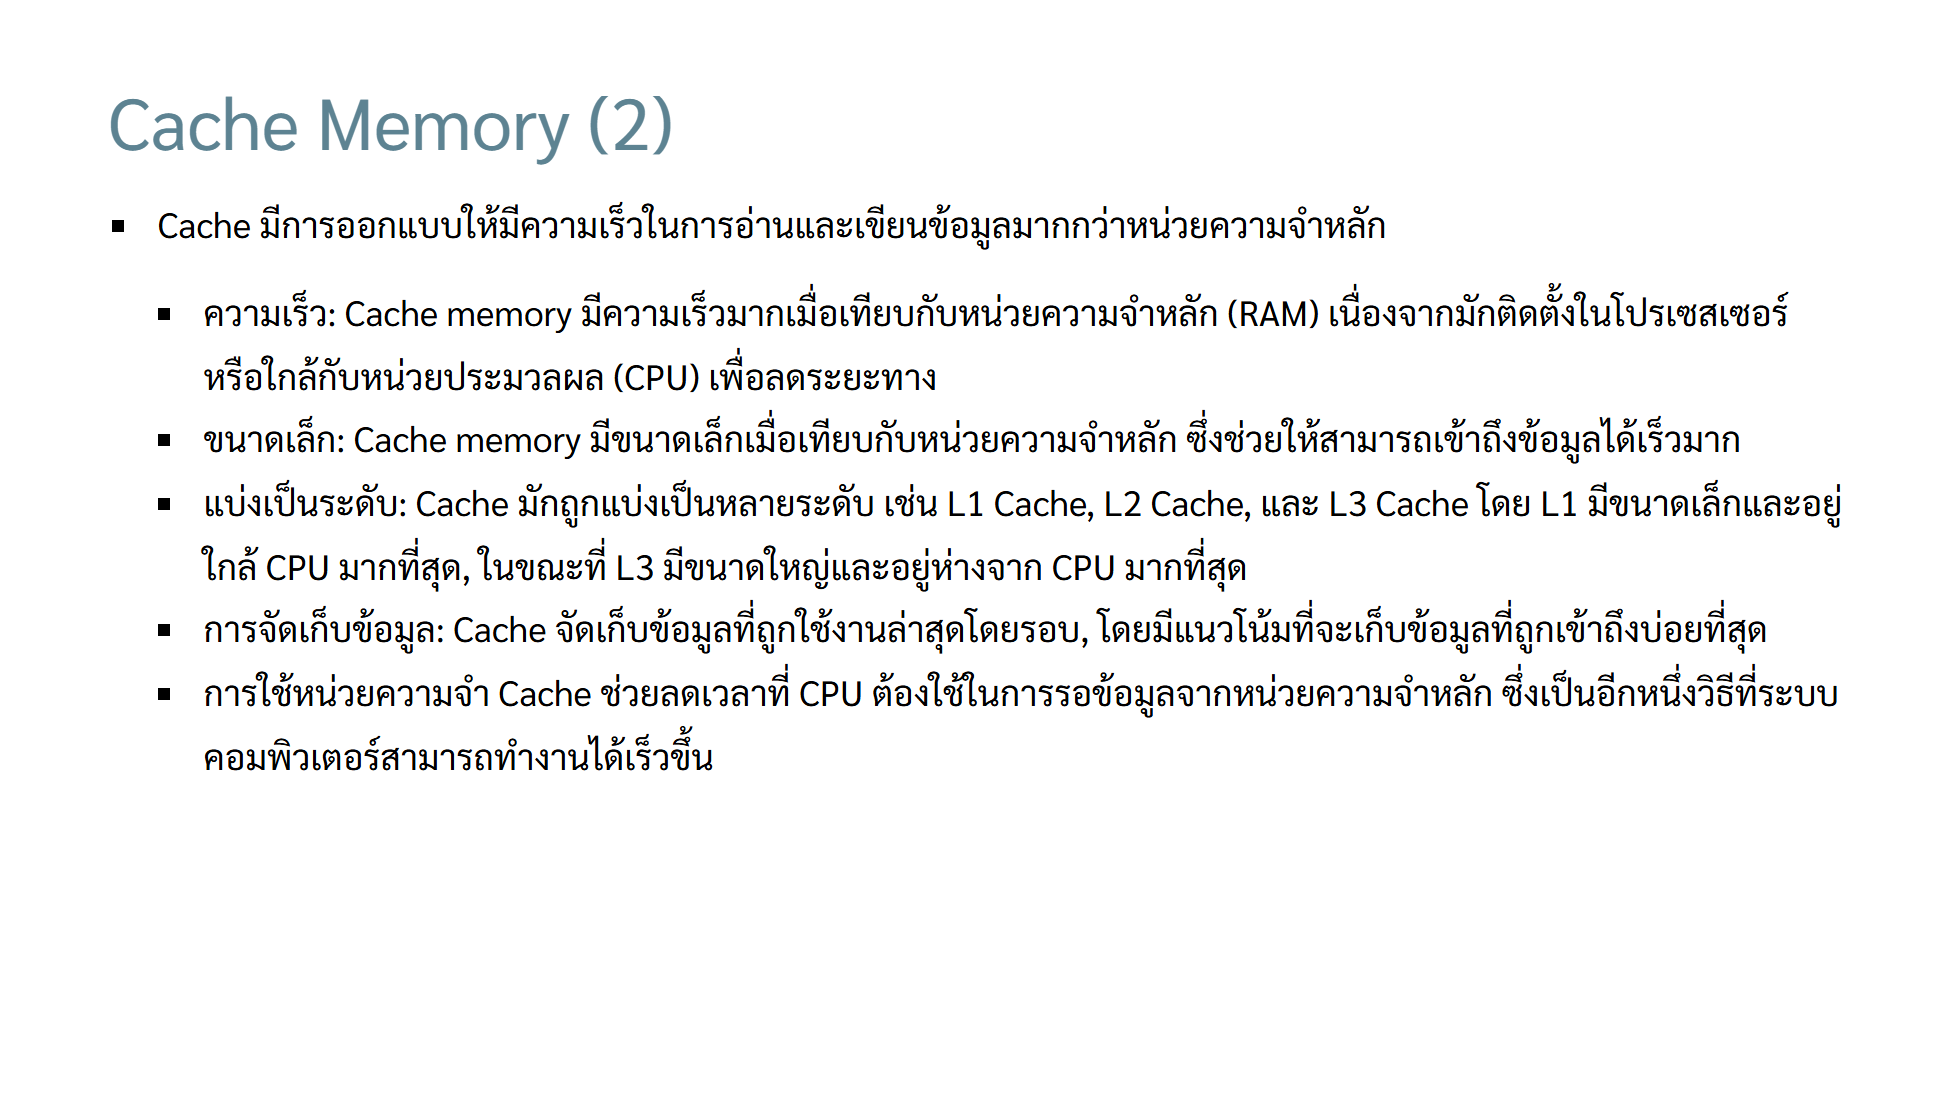 Cache Memory (2)
▪ Cache มีการออกแบบให้มีความเร็วในการอ่านและเขียนข้อมูลมากกว่าหน่วยความจำหลัก
▪ ความเร็ว: Cache memory มีความเร็วมากเมื่อเทียบกับหน่วยความจำหลัก (RAM) เนื่องจากมักติดตั้งในโปรเซสเซอร์
หรือใกล้กับหน่วยประมวลผล (CPU) เพื่อลดระยะทาง
▪ ขนาดเล็ก: Cache memory มีขนาดเล็กเมื่อเทียบกับหน่วยความจำหลัก ซึ่งช่วยให้สามารถเข้าถึงข้อมูลได้เร็วมาก
▪ แบ่งเป็นระดับ: Cache มักถูกแบ่งเป็นหลายระดับ เช่น L1 Cache, L2 Cache, และ L3 Cache โดย L1 มีขนาดเล็กและอยู่
ใกล้ CPU มากที่สุด, ในขณะที่ L3 มีขนาดใหญ่และอยู่ห่างจาก CPU มากที่สุด
▪ การจัดเก็บข้อมูล: Cache จัดเก็บข้อมูลที่ถูกใช้งานล่าสุดโดยรอบ, โดยมีแนวโน้มที่จะเก็บข้อมูลที่ถูกเข้าถึงบ่อยที่สุด
▪ การใช้หน่วยความจำ Cache ช่วยลดเวลาที่ CPU ต้องใช้ในการรอข้อมูลจากหน่วยความจำหลัก ซึ่งเป็นอีกหนึ่งวิธีที่ระบบ
คอมพิวเตอร์สามารถทำงานได้เร็วขึ้น